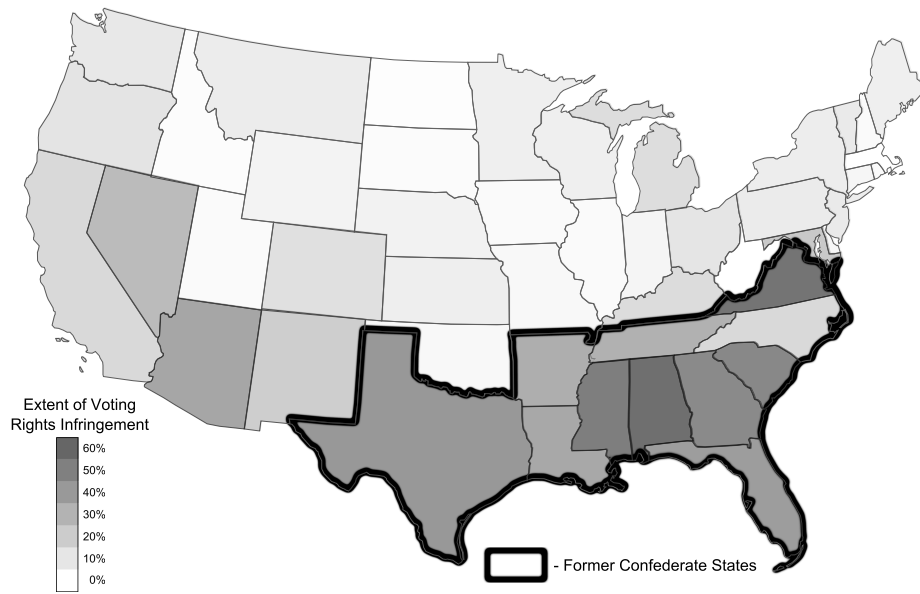 Extent of Voting
Rights Infringement
60%
50%
40%
30%
20%
10%
0%
- Former Confederate States